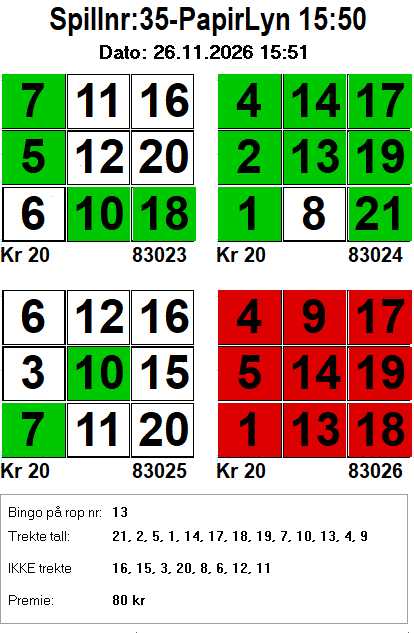 Spillnr:35-PapirLyn 15:50
Dato: 26.11.2026 15:51
7 11 16 4 14 17
5 12 20 2 13 19
6 10 18 1 8 21
Kr 20 83023 Kr 20 83024
6 12 16 4 9 17
3 10 15 5 14 19
7 11 20 1 13 18
Kr 20 83025 Kr 20 83026
Bingo på rop nr: 13
Trekte tall: 21, 2, 5, 1, 14, 17, 18, 19, 7, 10, 13, 4, 9
IKKE trekte 16, 15, 3, 20, 8, 6, 12, 11
Premie: 80 kr